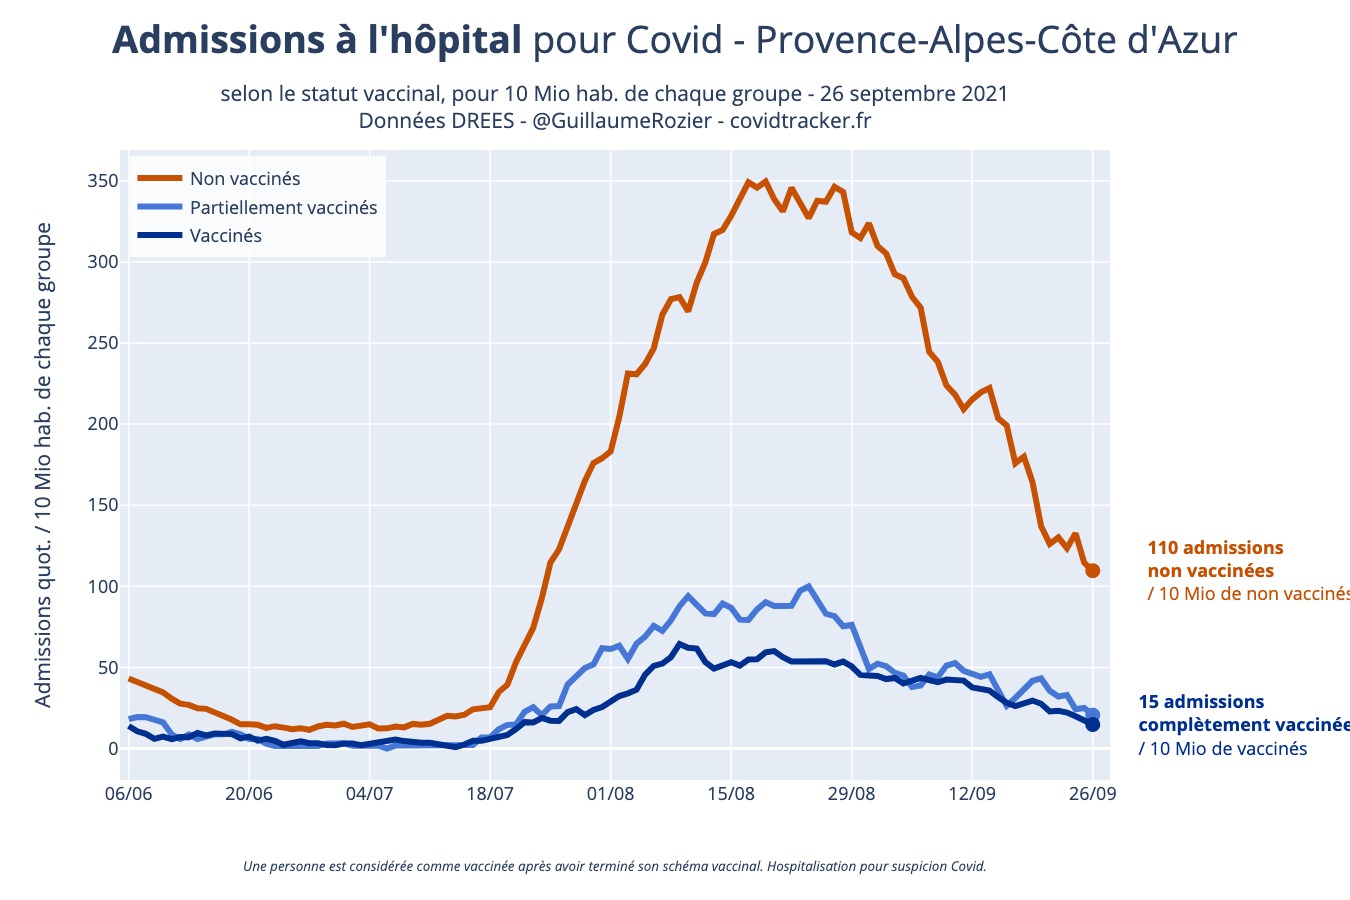 Admissions à l'hôpital pour Covid - Provence-Alpes-Côte d'Azur
selon le statut vaccinal, pour 10 Mio hab. de chaque groupe - 26 septembre 2021
Données DREES - @GuillaumeRozier - covidtracker.fr
Non vaccinés
Partiellement vaccinés
Vaccinés
Admissions quot. / 10 Mio hab. de chaque groupe
350
300
250
200
150
100
50
0
06/06
20/06
04/07
18/07
01/08
15/08
29/08
12/09
26/09
110 admissions
non vaccinées
/ 10 Mio de non vaccinés
15 admissions
complètement vaccinée
/ 10 Mio de vaccinés
Une personne est considérée comme vaccinée après avoir terminé son schéma vaccinal. Hospitalisation pour suspicion Covid.